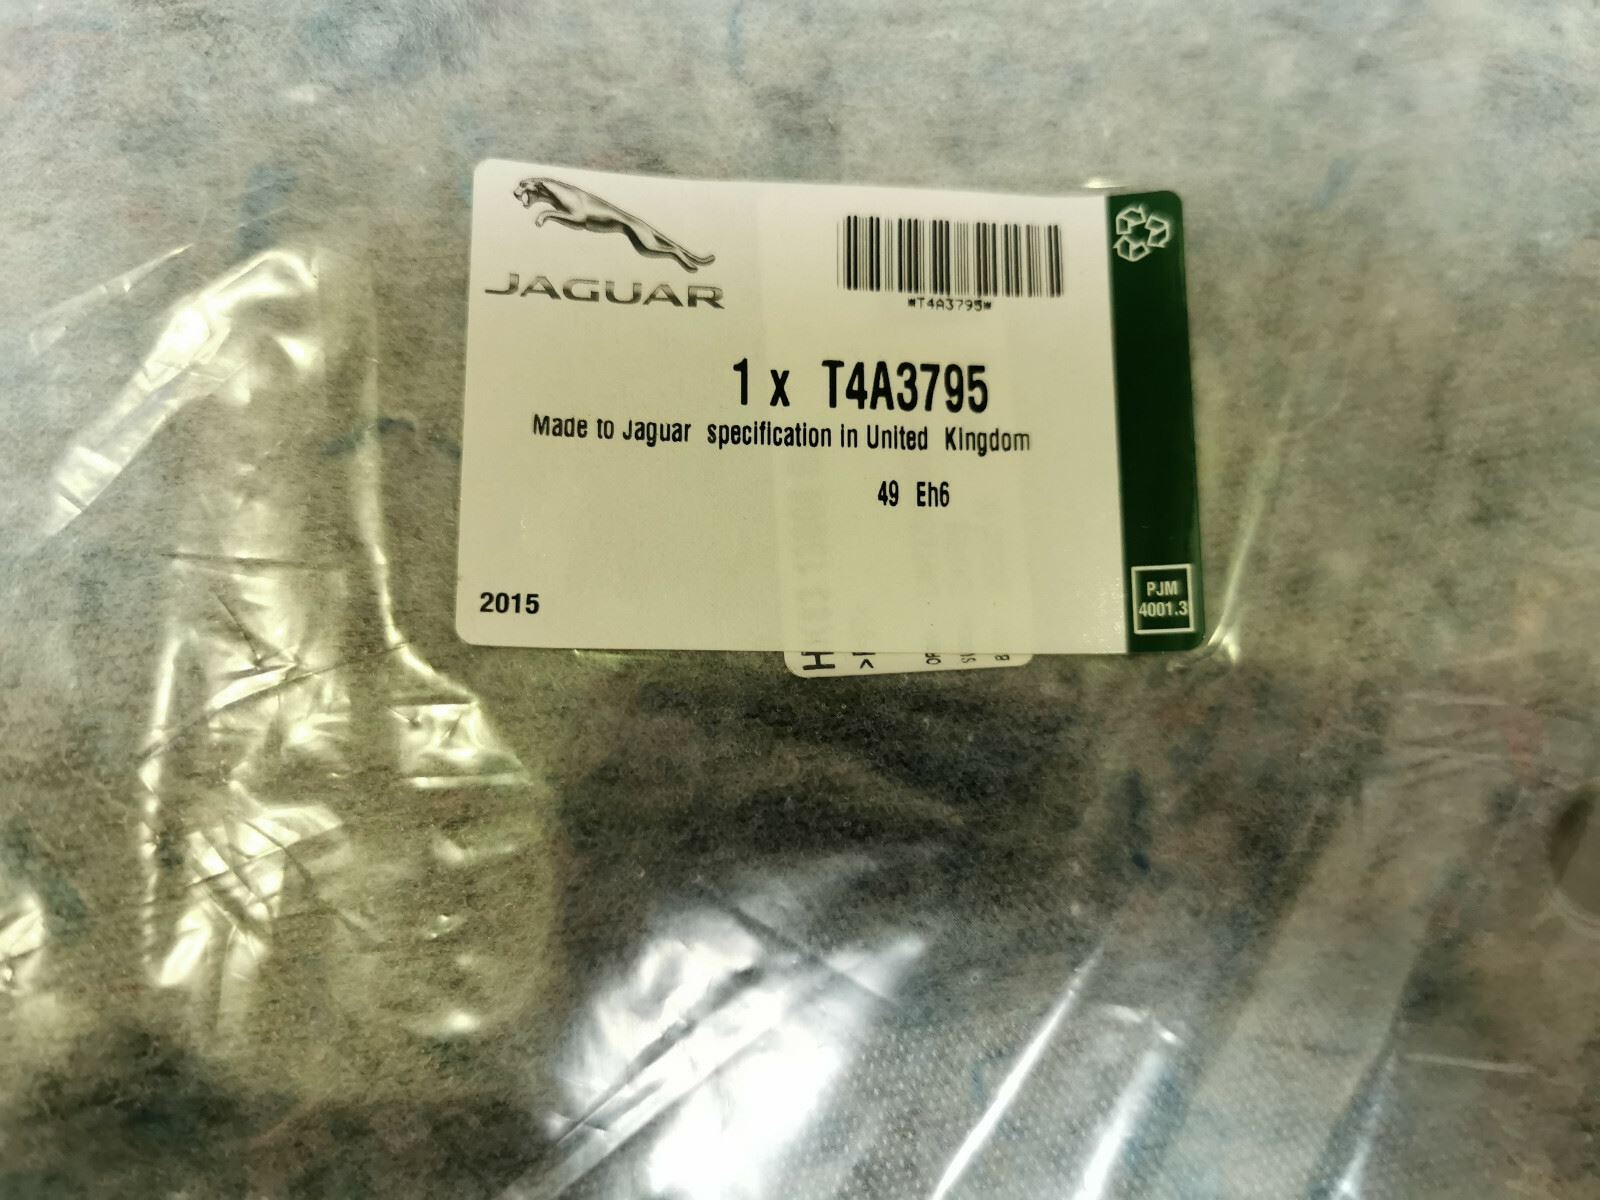 JAGUAR
*T4A3795*
1 x T4A3795
Made to Jaguar specification in United Kingdom
49 Eh6
2015
PJM
4001.3